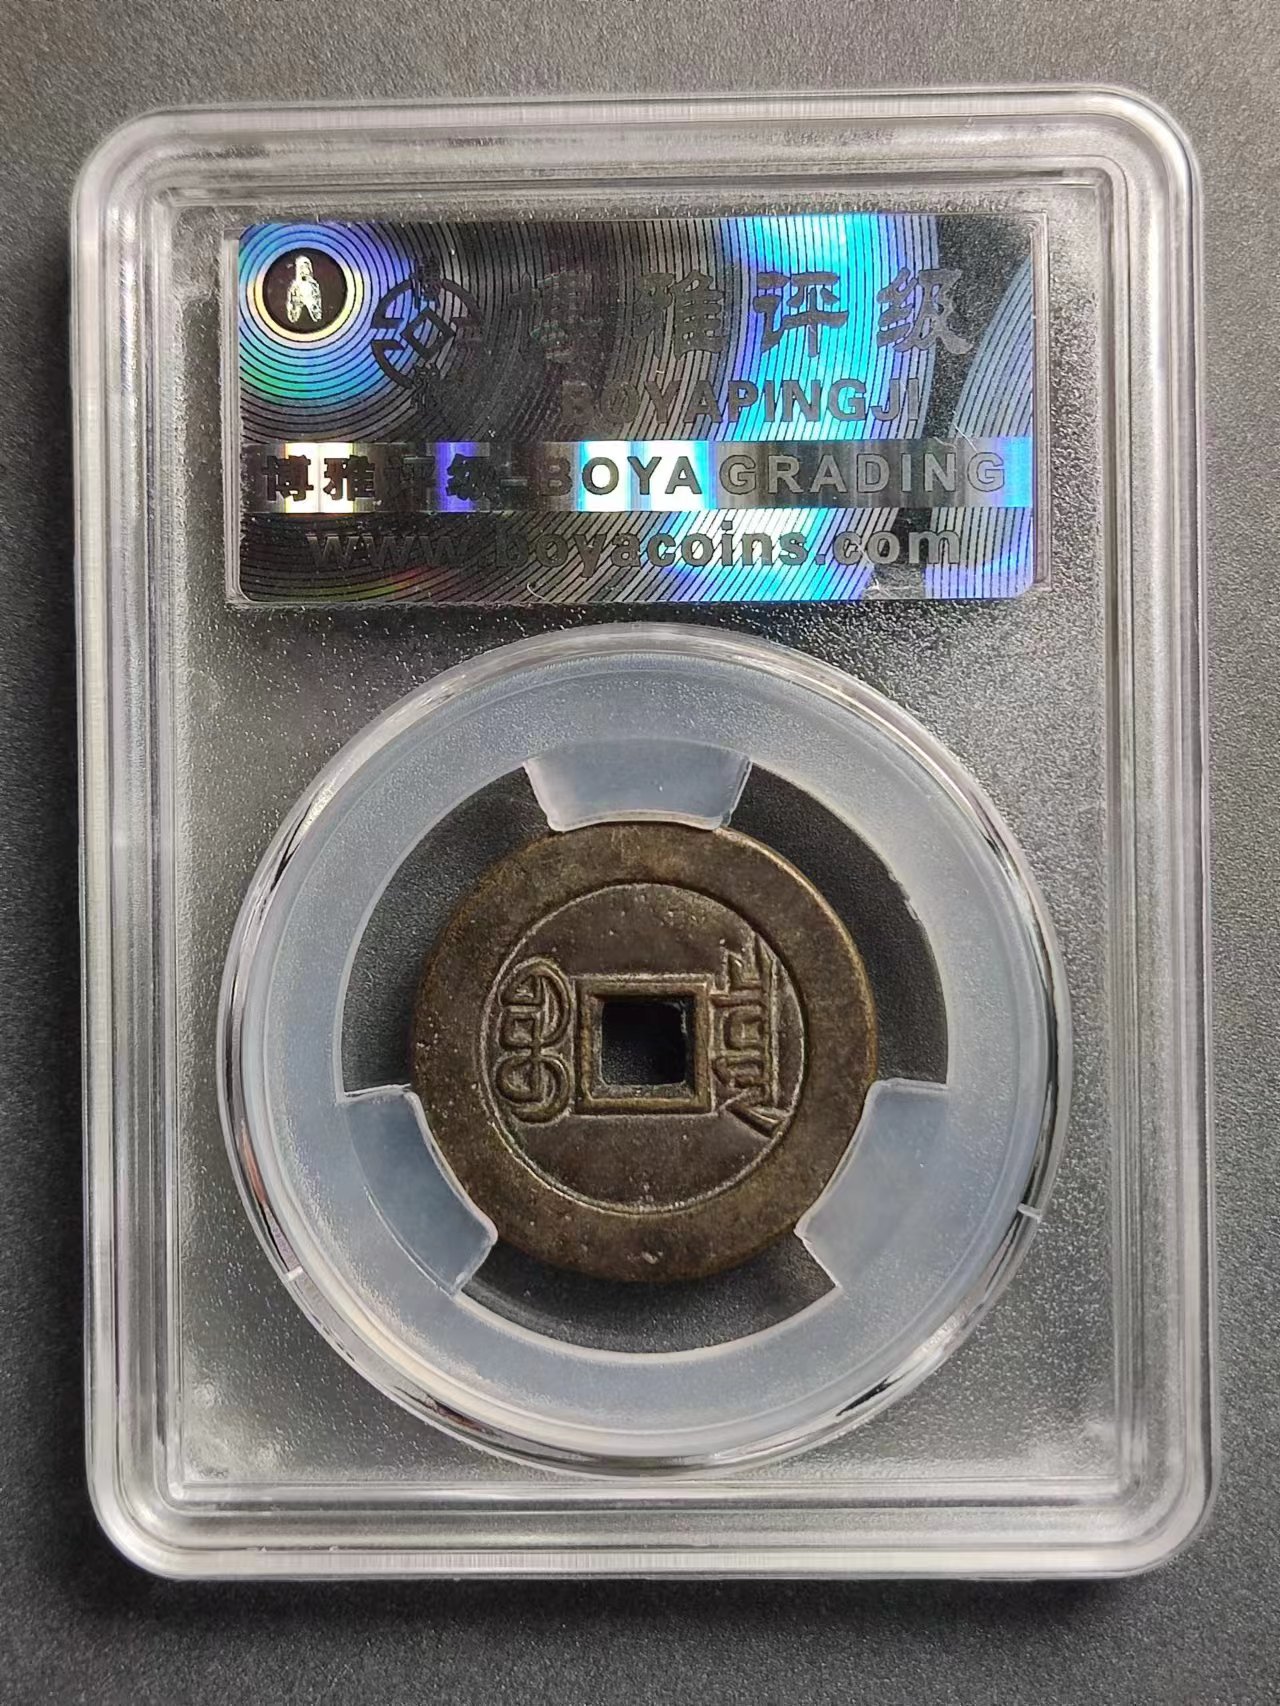 博雅评级
BOYAPINGJI
博雅评级 BOYA GRADING
www.boyacoins.com